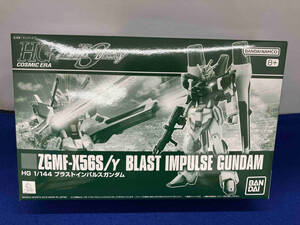 HG
COSMIC ERA
BANDAI NAMCO
8+
ZGMF-X56S/γ BLAST IMPULSE GUNDAM
HG 1/144 ブラストインパルスガンダム
BANDAI